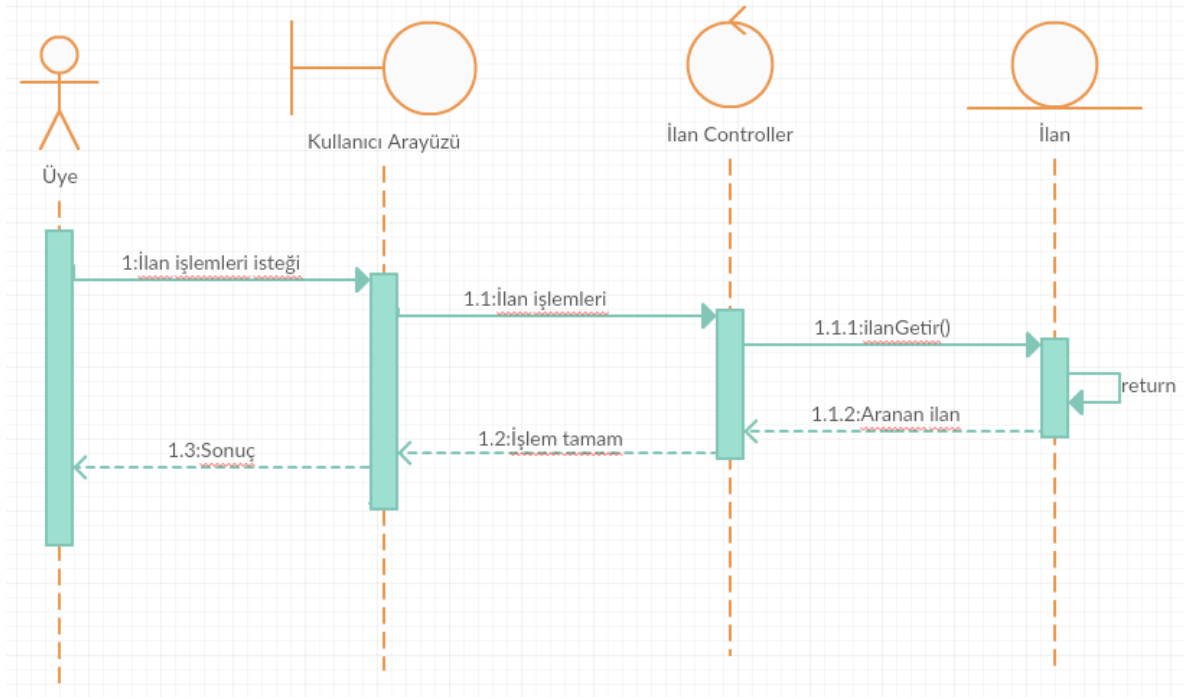 Üye
Kullanıcı Arayüzü
İlan Controller
İlan
1:İlan işlemleri isteği
1.1:İlan işlemleri
1.1.1:ilanGetir()
return
1.1.2:Aranan ilan
1.2:İşlem tamam
1.3:Sonuç